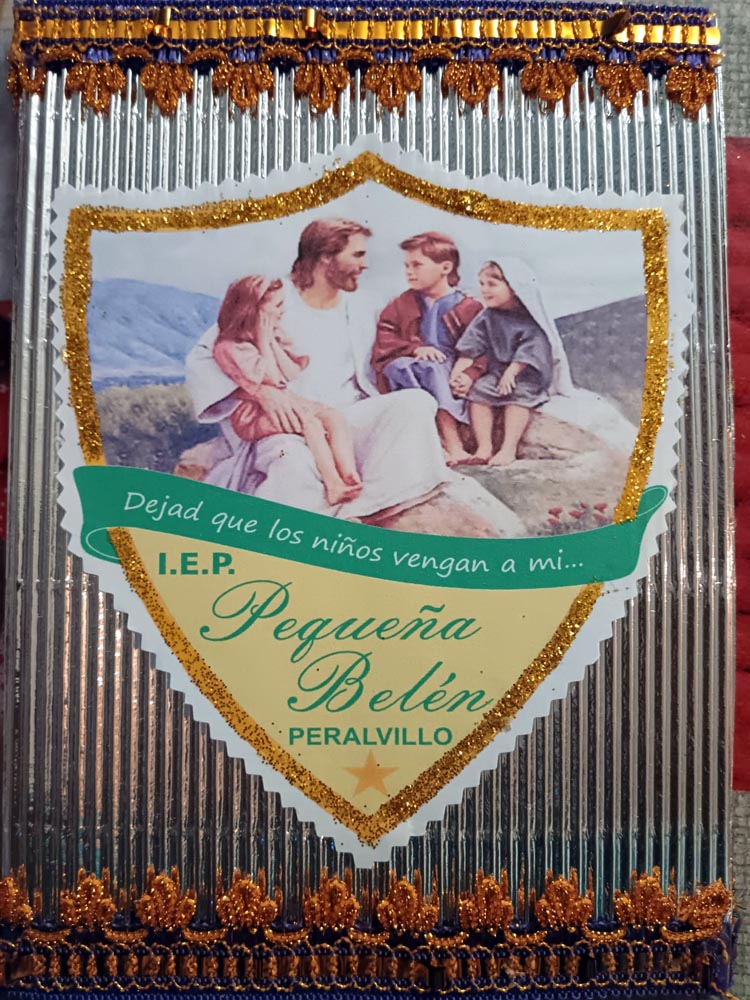 Dejad que los niños vengan a mi...
I.E.P.
Pequeña
Belén
PERALVILLO